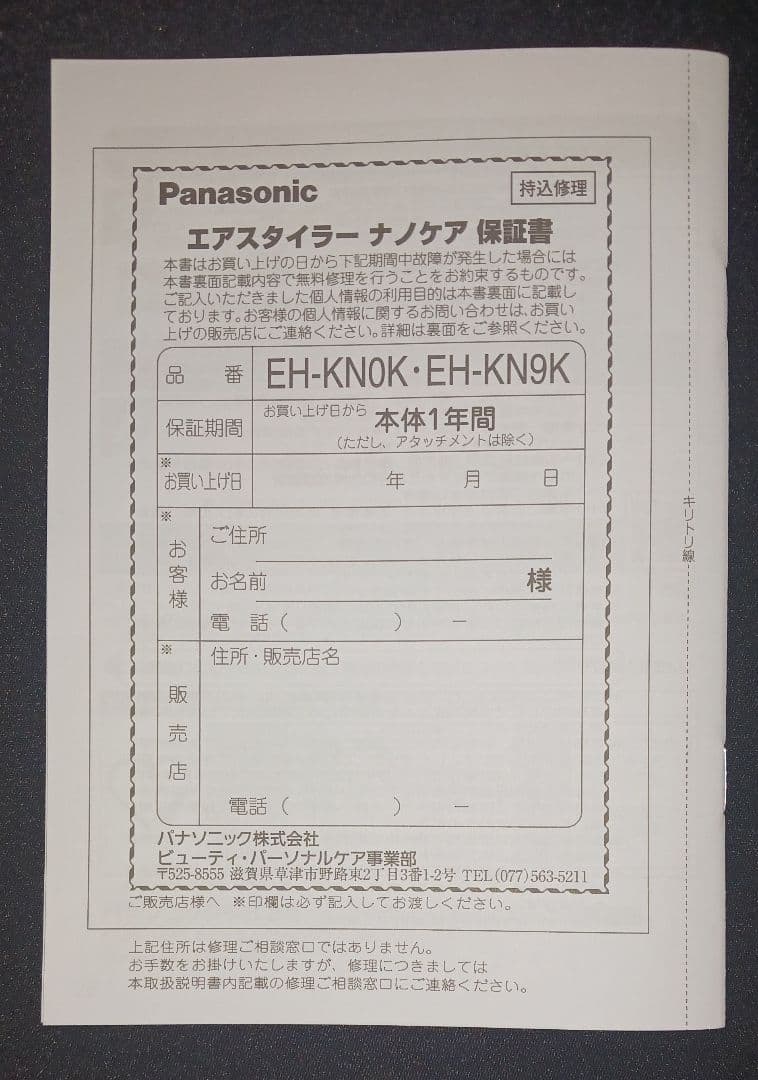 Panasonic 持込修理
エアスタイラー ナノケア 保証書
本書はお買い上げの日から下記期間中故障が発生した場合には
本書裏面記載内容で無料修理を行うことをお約束するものです。
ご記入いただきました個人情報の利用目的は本書裏面に記載し
ております。お客様の個人情報に関するお問い合わせは、お買い
上げの販売店にご連絡ください。詳細は裏面をご参照ください。
品番 EH-KN0K・EH-KN9K
保証期間 お買い上げ日から 本体1年間
(ただし、アタッチメントは除く)
※
お買い上げ日 年 月 日
※
お客様
ご住所
お名前 様
電話( ) ー
※
販売店
住所・販売店名
電話( ) ー
パナソニック株式会社
ビューティ・パーソナルケア事業部
〒525-8555 滋賀県草津市野路東2丁目3番1-2号 TEL(077)563-5211
ご販売店様へ ※印欄は必ず記入してお渡しください。
上記住所は修理ご相談窓口ではありません。
お手数をお掛けいたしますが、修理につきましては
本取扱説明書内記載の修理ご相談窓口にご連絡ください。
キリトリ線